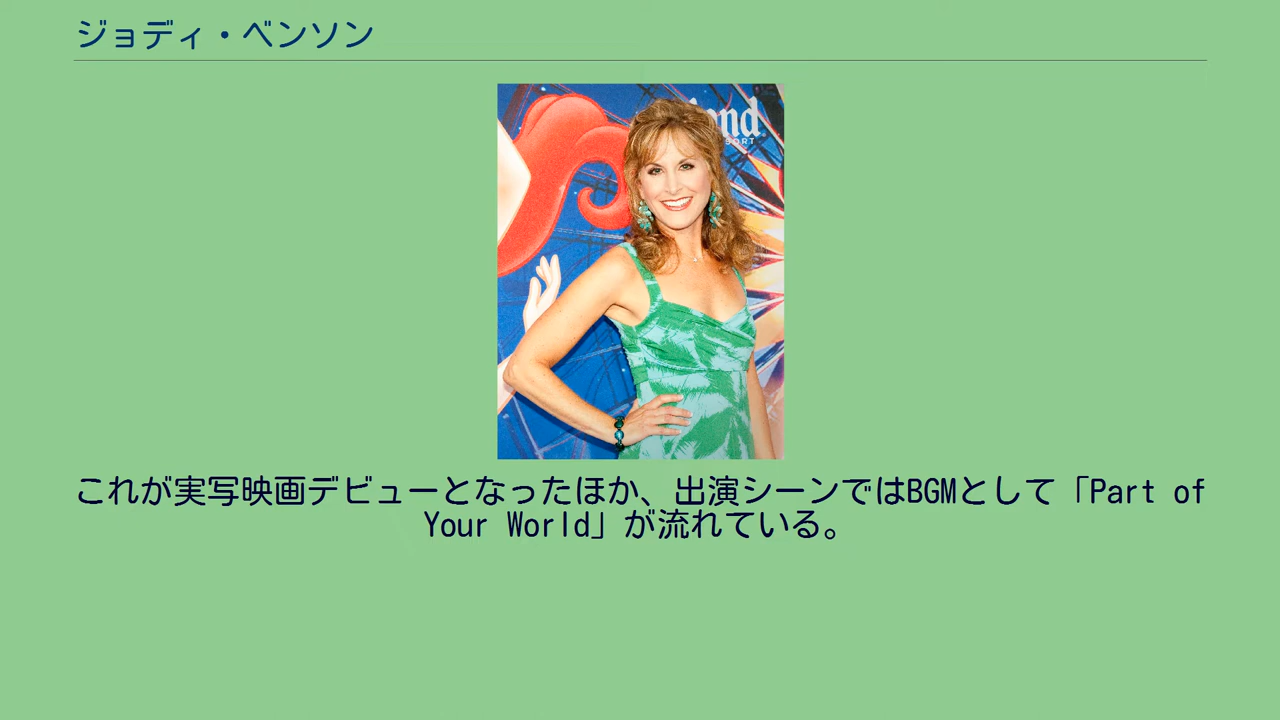 ジョディ・ベンソン
land
SORT
これが実写映画デビューとなったほか、出演シーンではBGMとして「Part of
Your World」が流れている。